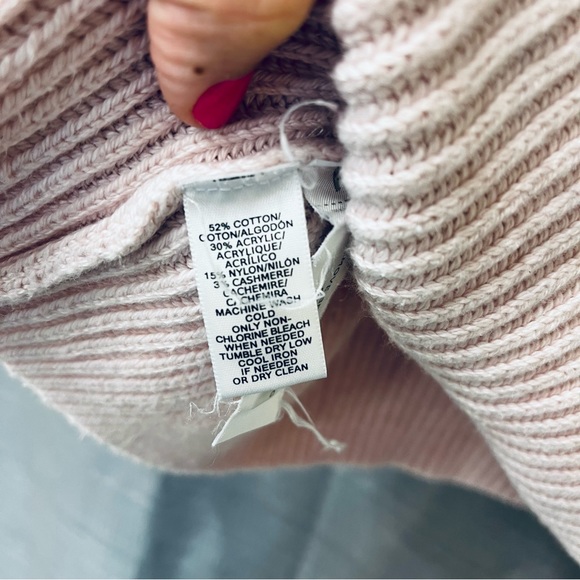 52% COTTON/
COTON/ALGODÓN
30% ACRYLIC/
ACRYLIQUE/
ACRÍLICO
15% NYLON/NILÓN
3% CASHMERE/
CACHEMIRE/
CACHEMIRA
MACHINE WASH
COLD
ONLY NON-
CHLORINE BLEACH
WHEN NEEDED
TUMBLE DRY LOW
COOL IRON
IF NEEDED
OR DRY CLEAN